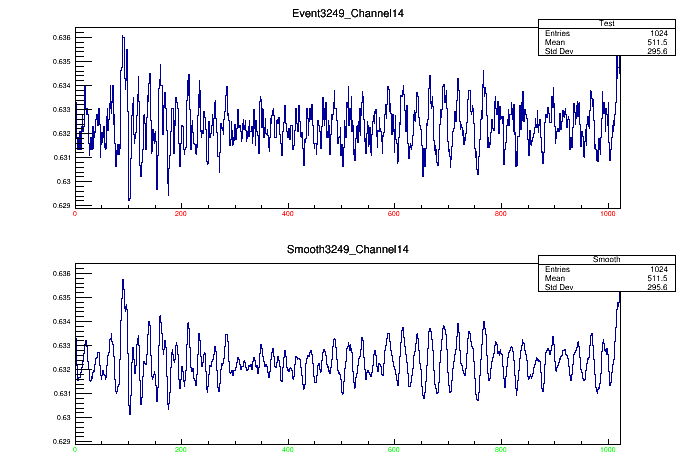 Event3249_Channel14
Test
Entries 1024
Mean 511.5
Std Dev 295.6
0.636
0.635
0.634
0.633
0.632
0.631
0.63
0.629
0 200 400 600 800 1000
Smooth3249_Channel14
Smooth
Entries 1024
Mean 511.5
Std Dev 295.6
0.636
0.635
0.634
0.633
0.632
0.631
0.63
0.629
0 200 400 600 800 1000